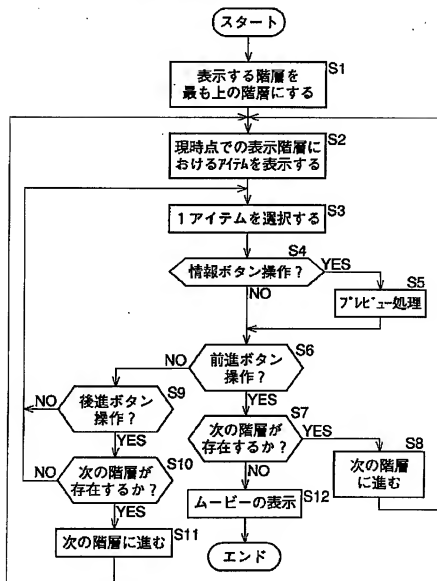 スタート
表示する階層を
最も上の階層にする
S1
現時点での表示階層に
おけるアイテムを表示する
S2
1アイテムを選択する
S3
情報ボタン操作？
S4
YES
NO
プレビュー処理
S5
前進ボタン
操作？
S6
NO
YES
後進ボタン
操作？
S9
NO
YES
次の階層が
存在するか？
S7
YES
NO
次の階層
に進む
S8
次の階層が
存在するか？
S10
NO
YES
ムービーの表示
S12
次の階層に進む
S11
エンド